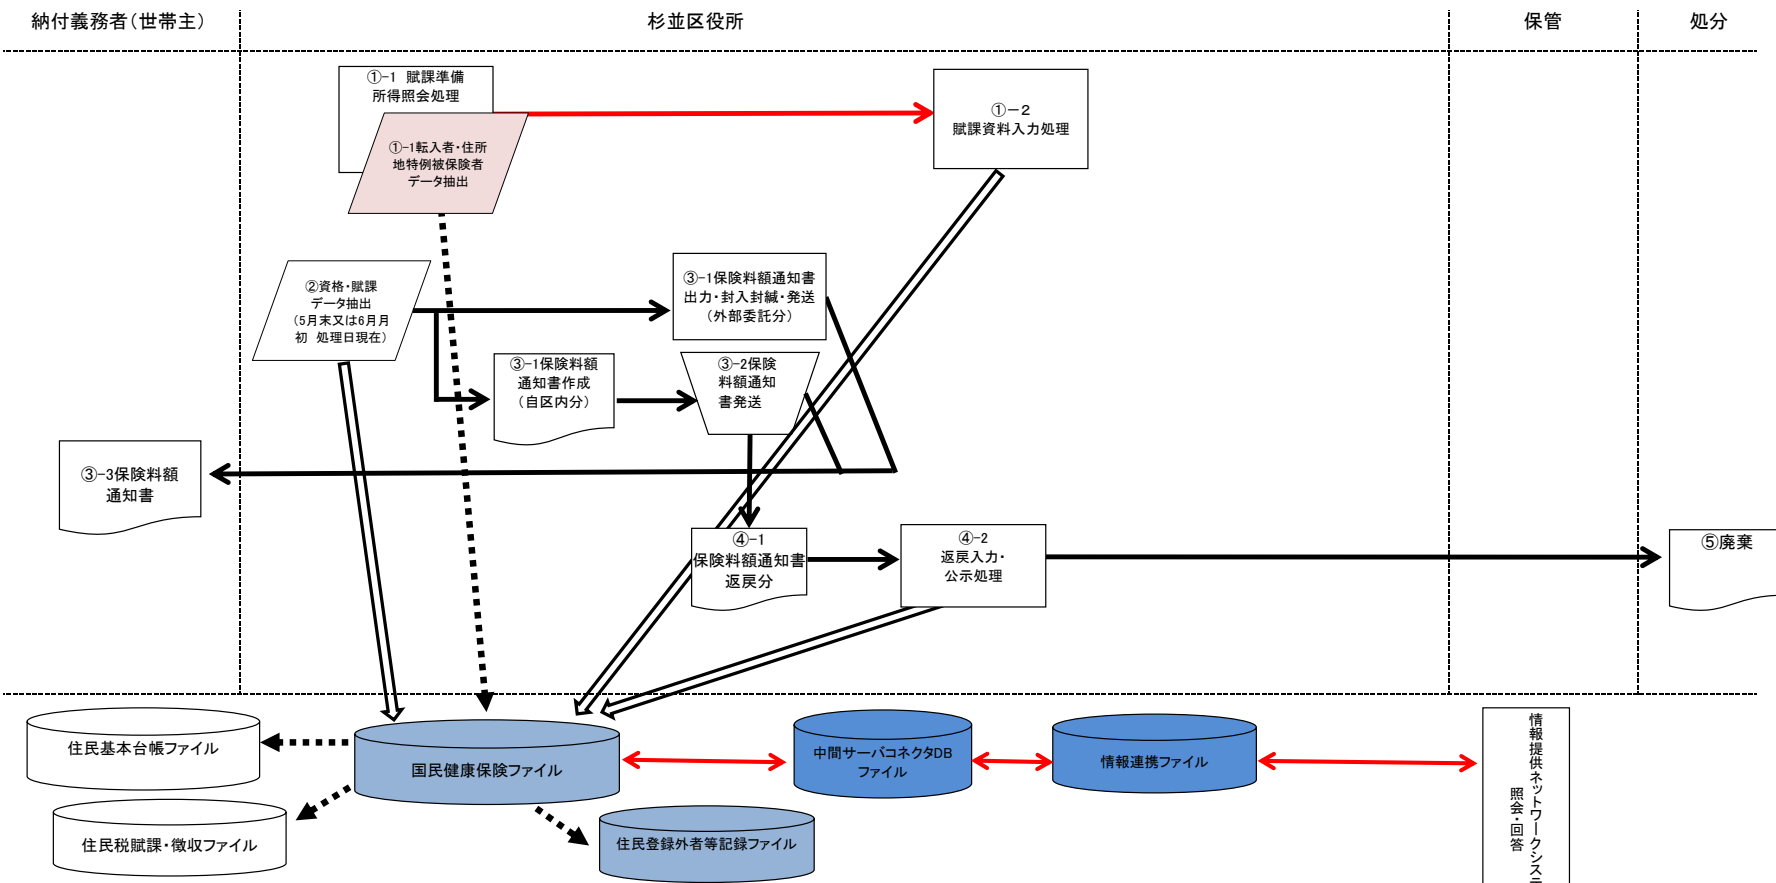 納付義務者（世帯主）
杉並区役所
保管
処分
①-1　賦課準備
所得照会処理
①-1転入者・住所
地特例被保険者
データ抽出
①－２
賦課資料入力処理
②資格・賦課
データ抽出
（5月末又は6月月
初　処理日現在）
③-1保険料額通知書
出力・封入封緘・発送
（外部委託分）
③-1保険料額
通知書作成
（自区内分）
③-2保険
料額通知
書発送
③-3保険料額
通知書
④-1
保険料額通知書
返戻分
④-2
返戻入力・
公示処理
⑤廃棄
住民基本台帳ファイル
国民健康保険ファイル
中間サーバコネクタDB
ファイル
情報連携ファイル
情報提供ネットワークシステ
照会・回答
住民税賦課・徴収ファイル
住民登録外者等記録ファイル